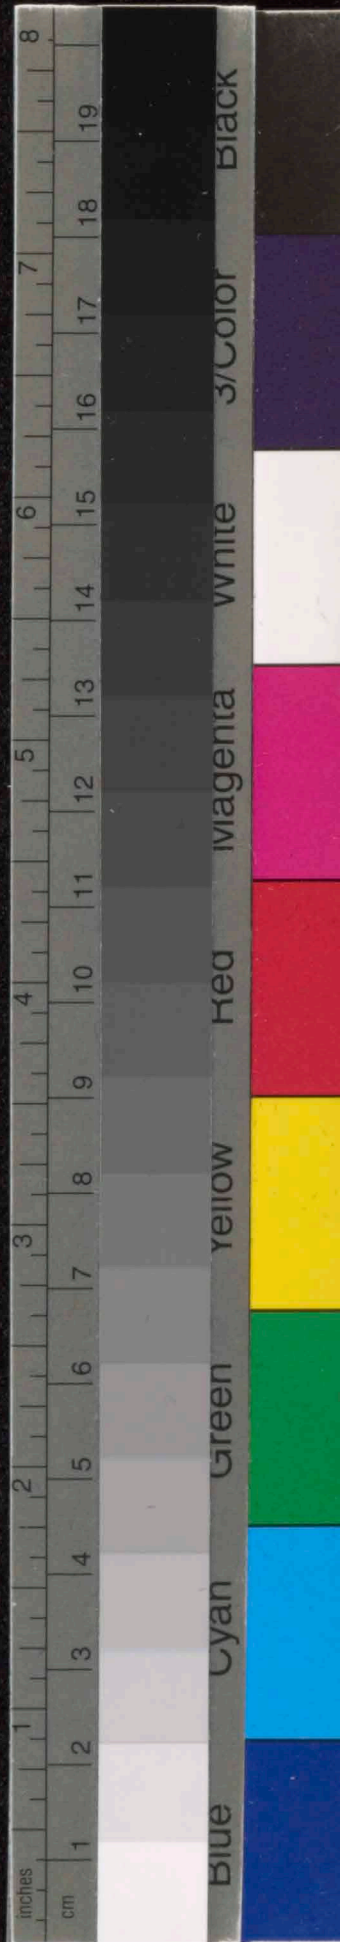 inches 1 2 3 4 5 6 7 8
cm 1 2 3 4 5 6 7 8 9 10 11 12 13 14 15 16 17 18 19
Blue Cyan Green Yellow Red Magenta White 3/Color Black